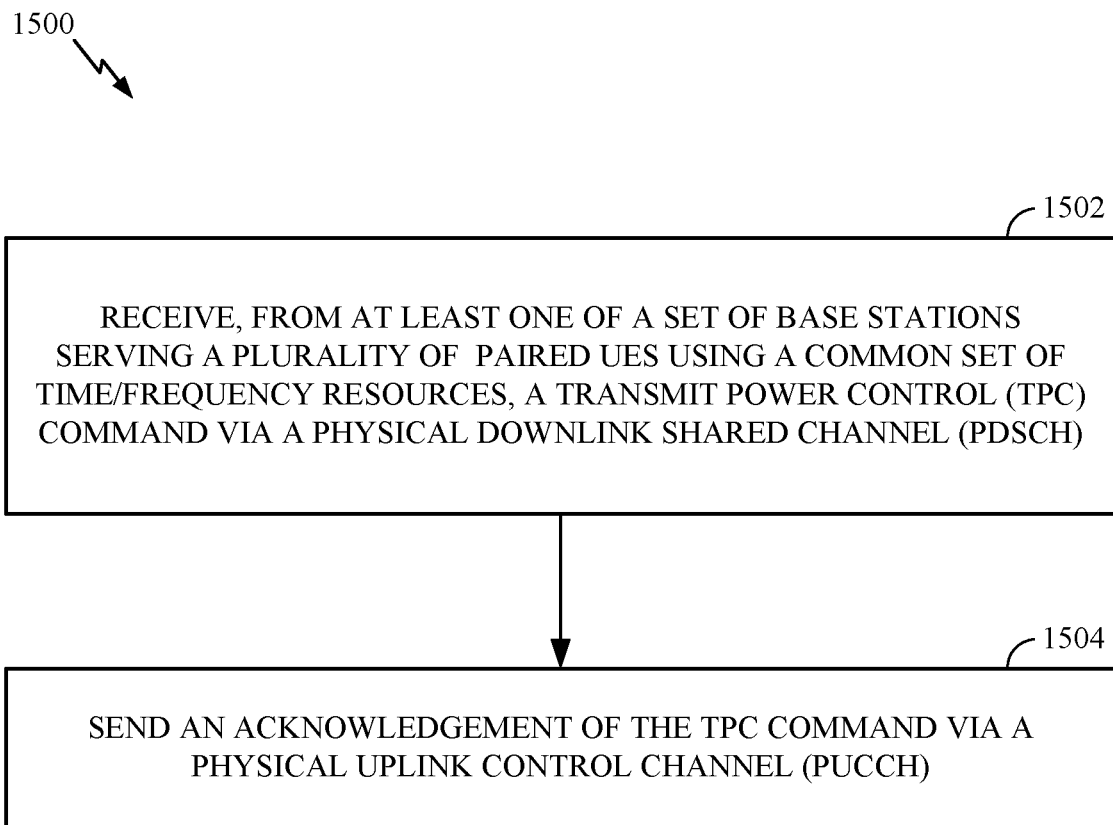 1500
1502
RECEIVE, FROM AT LEAST ONE OF A SET OF BASE STATIONS
SERVING A PLURALITY OF PAIRED UES USING A COMMON SET OF
TIME/FREQUENCY RESOURCES, A TRANSMIT POWER CONTROL (TPC)
COMMAND VIA A PHYSICAL DOWNLINK SHARED CHANNEL (PDSCH)
1504
SEND AN ACKNOWLEDGEMENT OF THE TPC COMMAND VIA A
PHYSICAL UPLINK CONTROL CHANNEL (PUCCH)